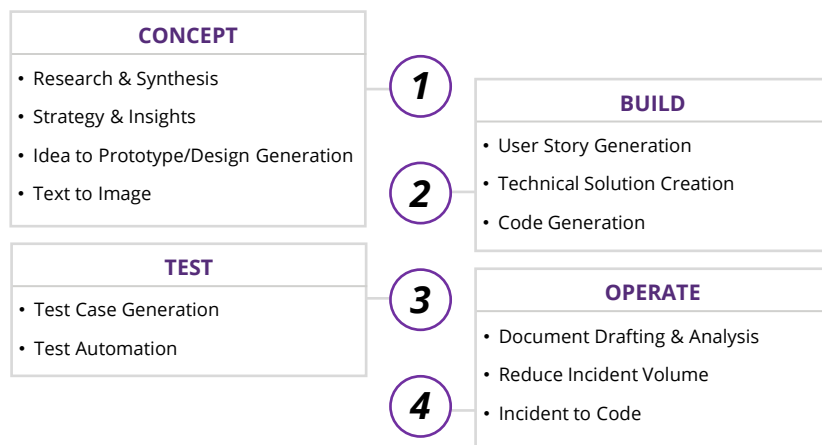 CONCEPT
• Research & Synthesis
• Strategy & Insights
• Idea to Prototype/Design Generation
• Text to Image
1
BUILD
• User Story Generation
• Technical Solution Creation
• Code Generation
2
TEST
• Test Case Generation
• Test Automation
3
OPERATE
• Document Drafting & Analysis
• Reduce Incident Volume
• Incident to Code
4